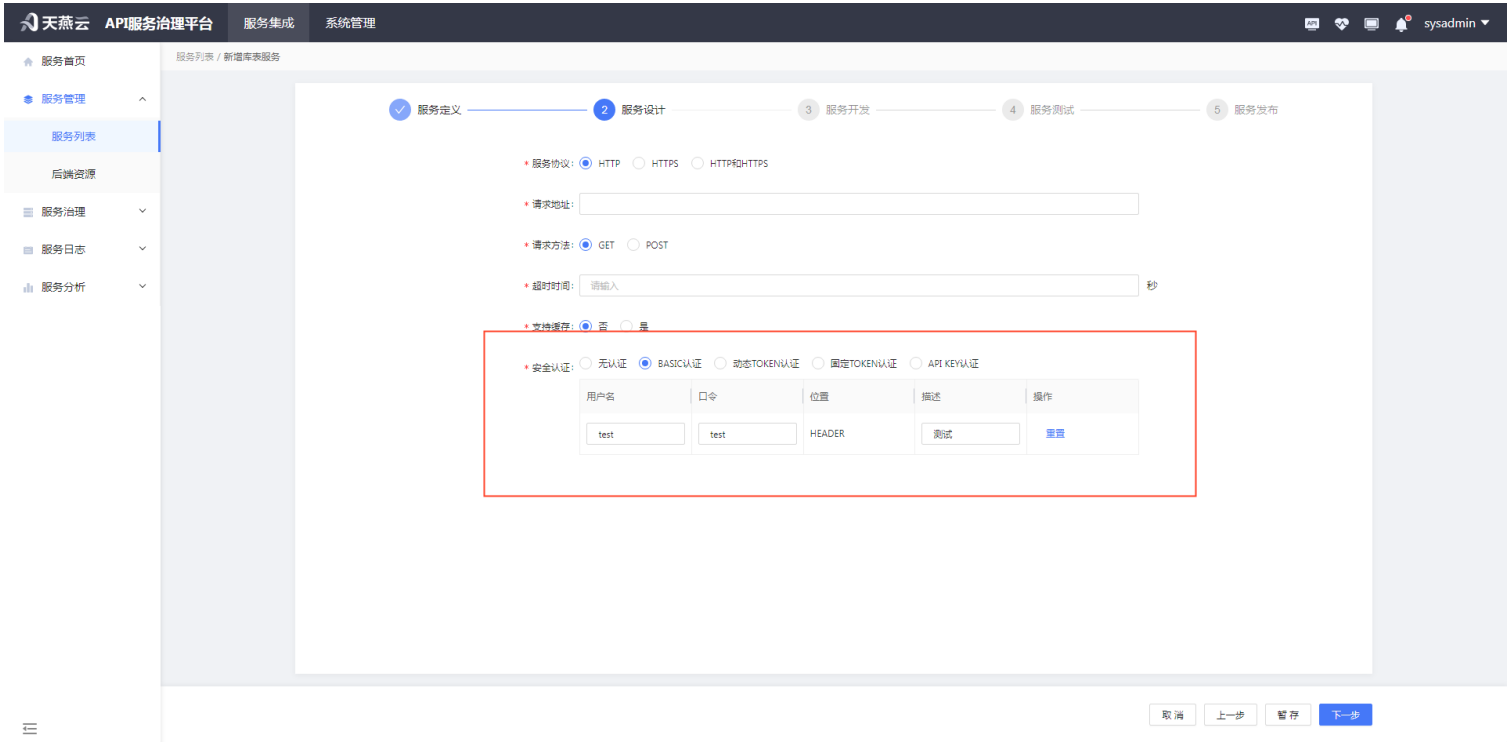 天燕云 API服务治理平台 服务集成 系统管理 API sysadmin
服务首页
服务管理
服务列表
后端资源
服务治理
服务日志
服务分析
服务列表 / 新增库表服务
服务定义 2 服务设计 3 服务开发 4 服务测试 5 服务发布
* 服务协议: HTTP HTTPS HTTP和HTTPS
* 请求地址:
* 请求方法: GET POST
* 超时时间: 请输入 秒
* 支持缓存: 否 是
* 安全认证: 无认证 BASIC认证 动态TOKEN认证 固定TOKEN认证 API KEY认证
用户名 口令 位置 描述 操作
test test HEADER 测试 重置
取消 上一步 暂存 下一步